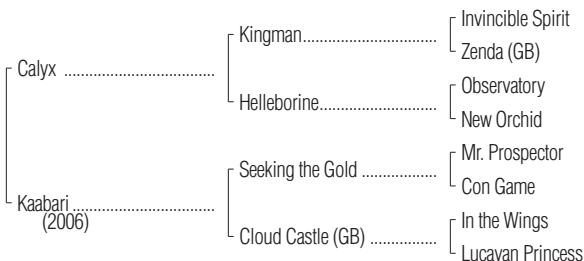 Invincible Spirit
Kingman........................................
Zenda (GB)
Calyx ............................................
Observatory
Helleborine...................................
New Orchid
Mr. Prospector
Seeking the Gold ......................
Con Game
Kaabari ..........................................
(2006)
In the Wings
Cloud Castle (GB) ...................
Lucayan Princess